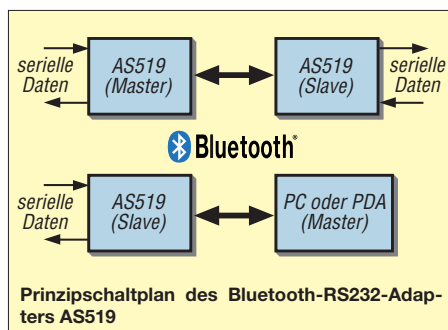 serielle
Daten
AS519
(Master)
AS519
(Slave)
serielle
Daten
Bluetooth®
serielle
Daten
AS519
(Slave)
PC oder PDA
(Master)
Prinzipschaltplan des Bluetooth-RS232-Adap-
ters AS519